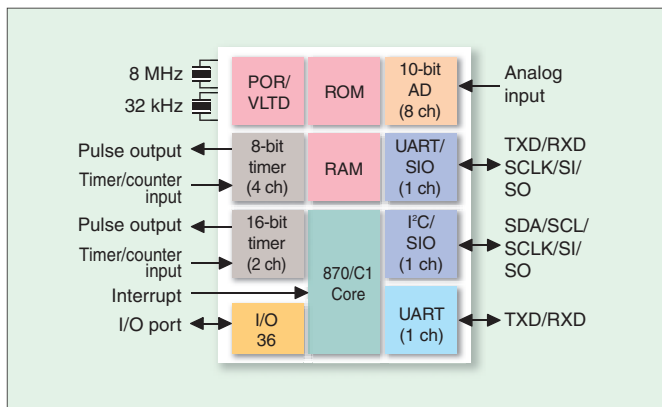 8 MHz
32 kHz
Pulse output
Timer/counter
input
Pulse output
Timer/counter
input
Interrupt
I/O port
POR/
VLTD
ROM
10-bit
AD
(8 ch)
8-bit
timer
(4 ch)
RAM
UART/
SIO
(1 ch)
16-bit
timer
(2 ch)
870/C1
Core
I²C/
SIO
(1 ch)
I/O
36
UART
(1 ch)
Analog
input
TXD/RXD
SCLK/SI/
SO
SDA/SCL/
SCLK/SI/
SO
TXD/RXD